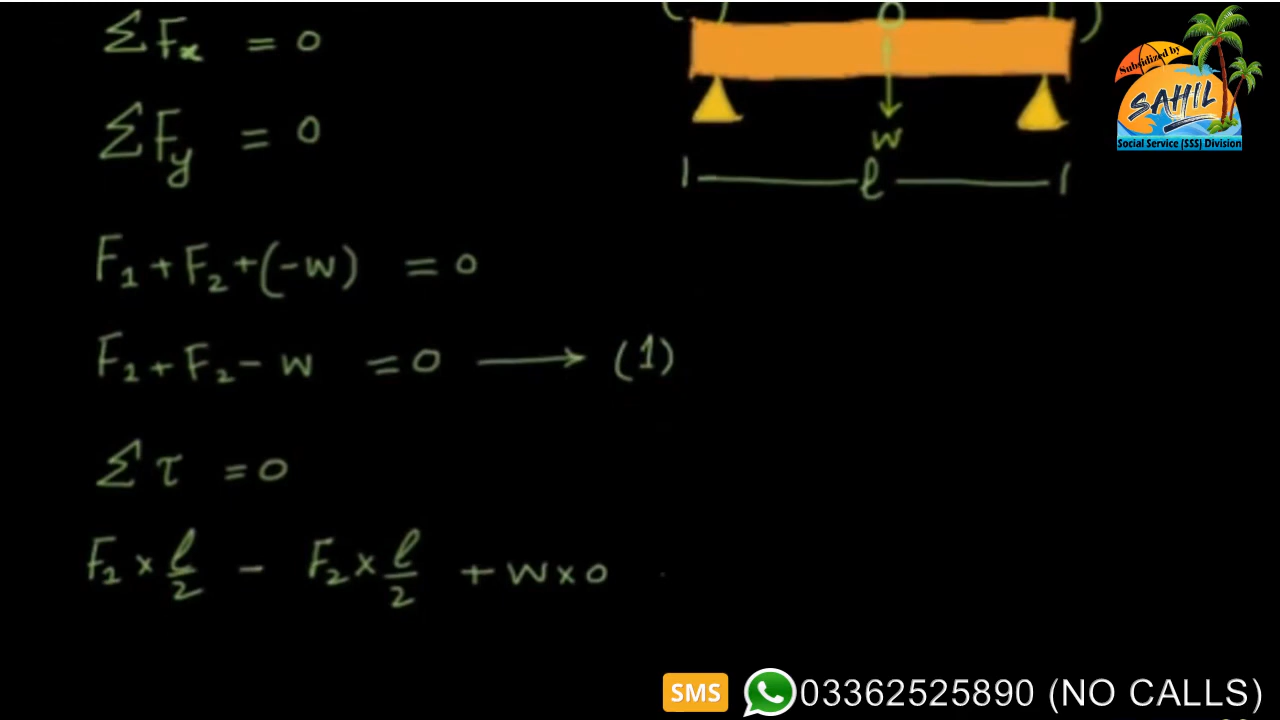 ΣFx = 0
O
ΣFy = 0
w
l
F1 + F2 + (-w) = 0
F1 + F2 - w = 0 ⟶ (1)
Στ = 0
F1 × l/2 - F2 × l/2 + w × 0
Subsidized by
SAHIL
Social Service (SSS) Division
SMS 03362525890 (NO CALLS)